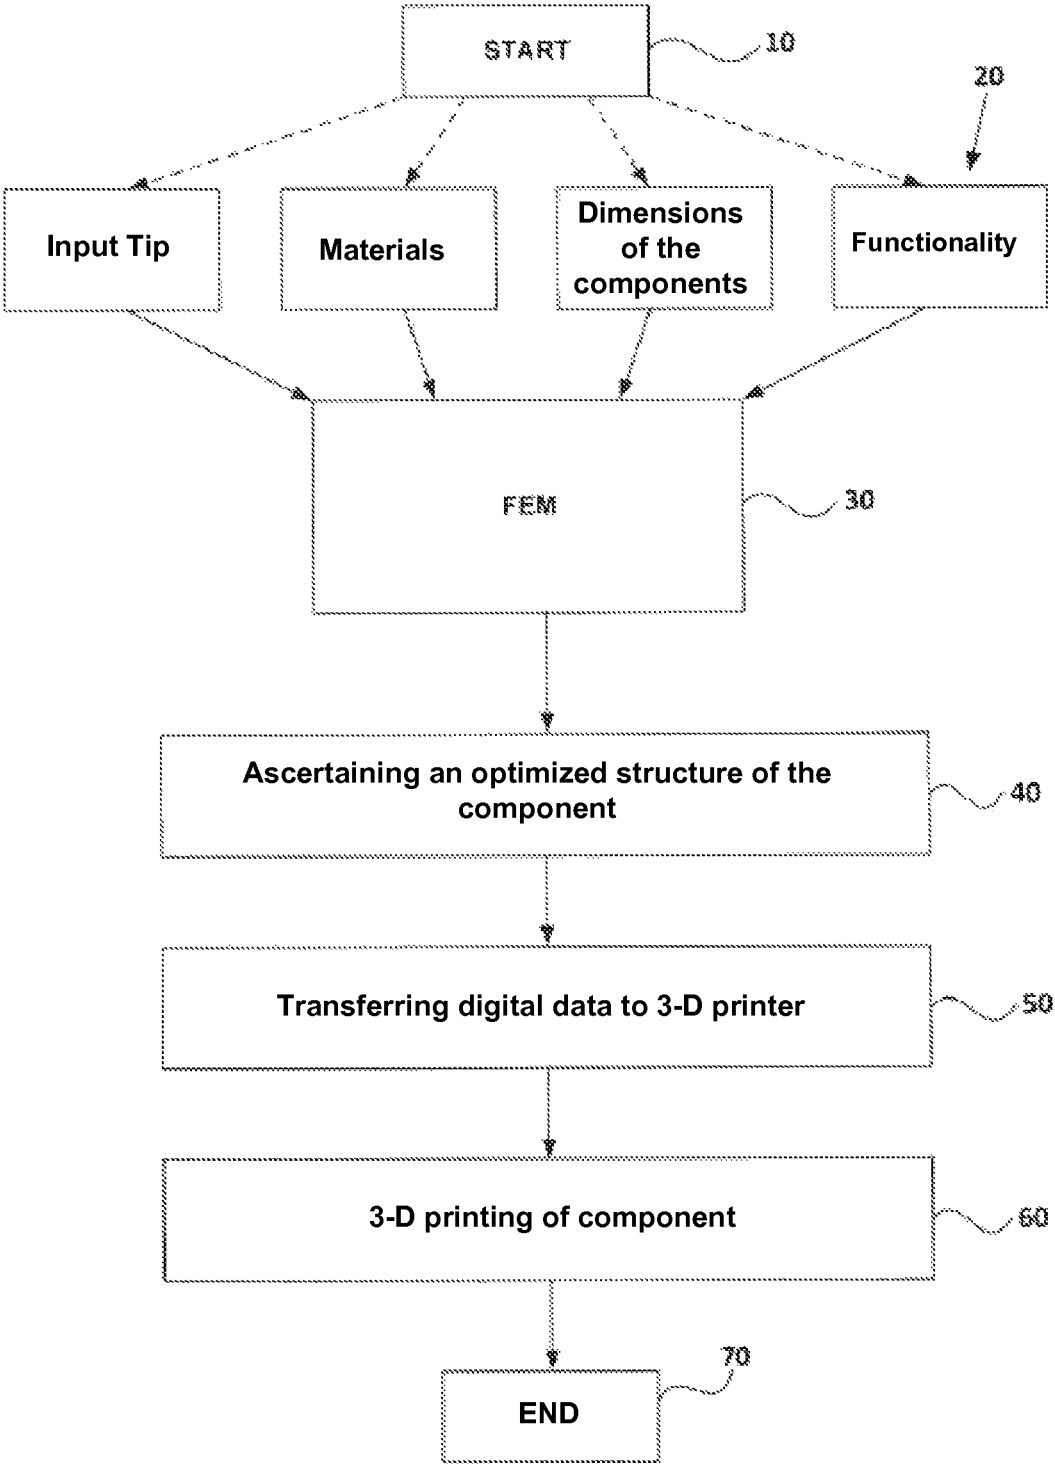 START
10
20
Input Tip
Materials
Dimensions
of the
components
Functionality
FEM
30
Ascertaining an optimized structure of the
component
40
Transferring digital data to 3-D printer
50
3-D printing of component
60
70
END